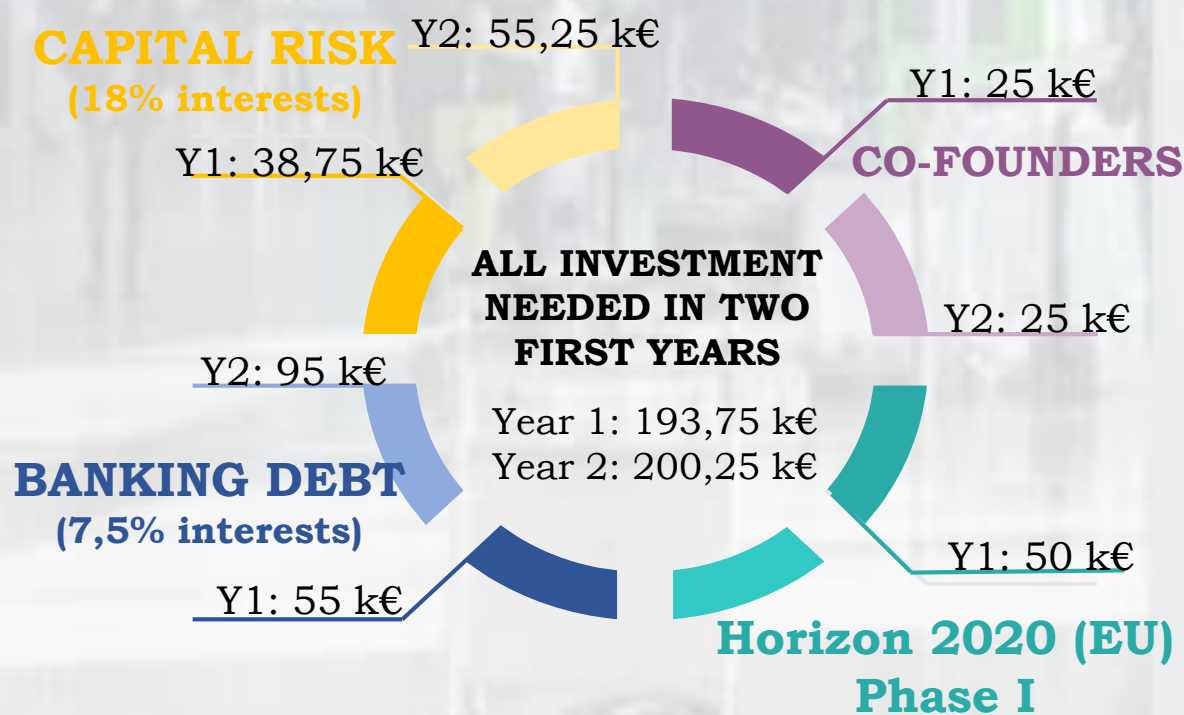 CAPITAL RISK
(18% interests)
Y2: 55,25 k€
Y1: 38,75 k€
Y1: 25 k€
CO-FOUNDERS
Y2: 25 k€
ALL INVESTMENT
NEEDED IN TWO
FIRST YEARS
Year 1: 193,75 k€
Year 2: 200,25 k€
Y2: 95 k€
BANKING DEBT
(7,5% interests)
Y1: 55 k€
Y1: 50 k€
Horizon 2020 (EU)
Phase I